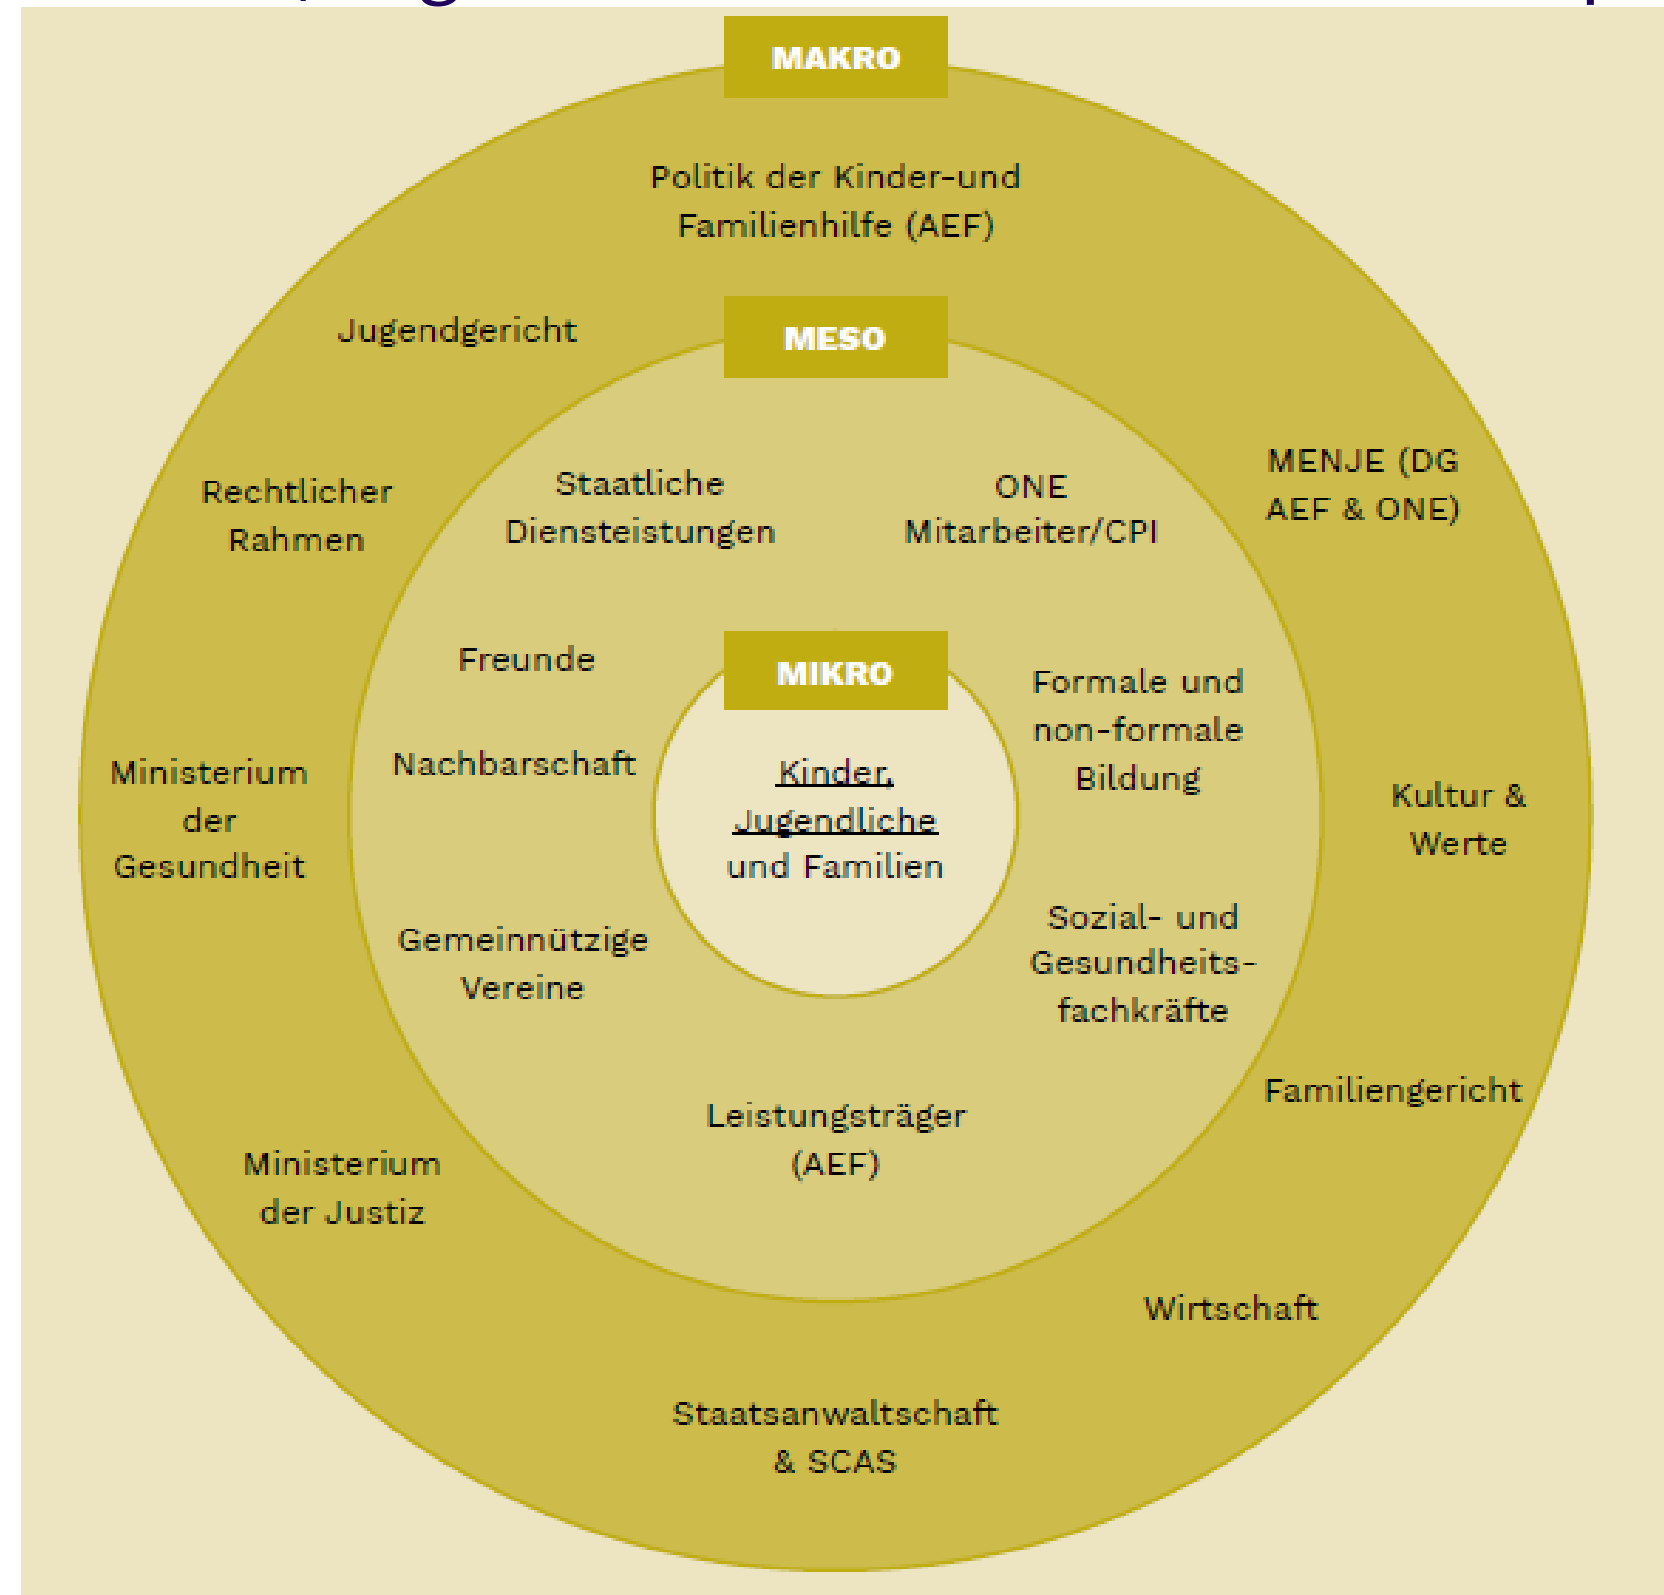 MAKRO
Politik der Kinder-und
Familienhilfe (AEF)
Jugendgericht
MESO
Rechtlicher
Rahmen
Staatliche
Diensteistungen
ONE
Mitarbeiter/CPI
MENJE (DG
AEF & ONE)
Freunde
MIKRO
Formale und
non-formale
Bildung
Nachbarschaft
Kinder,
Jugendliche
und Familien
Ministerium
der
Gesundheit
Kultur &
Werte
Gemeinnützige
Vereine
Sozial- und
Gesundheits-
fachkräfte
Familiengericht
Leistungsträger
(AEF)
Ministerium
der Justiz
Wirtschaft
Staatsanwaltschaft
& SCAS